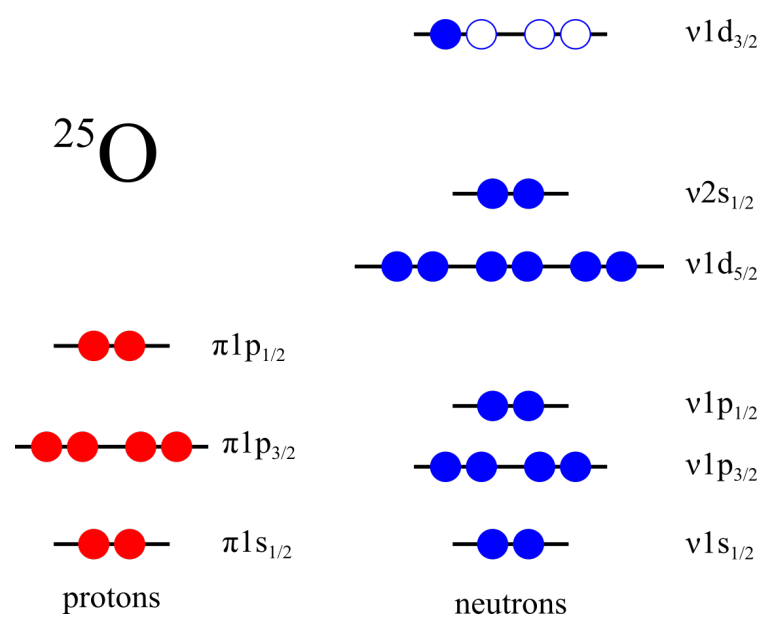 ν1d3/2
25O
ν2s1/2
ν1d5/2
π1p1/2
ν1p1/2
π1p3/2
ν1p3/2
π1s1/2
ν1s1/2
protons
neutrons